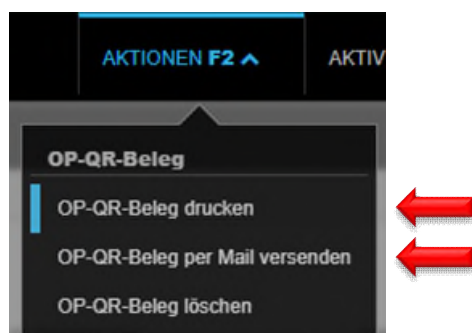 AKTIONEN F2 AKTIV
OP-QR-Beleg
OP-QR-Beleg drucken
OP-QR-Beleg per Mail versenden
OP-QR-Beleg löschen